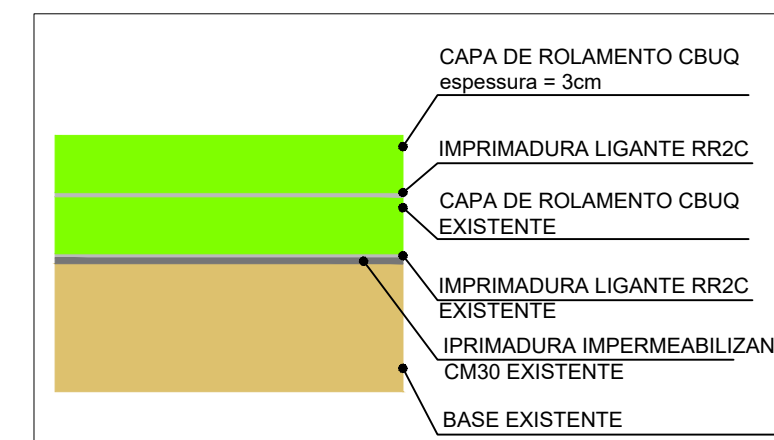 CAPA DE ROLAMENTO CBUQ
espessura = 3cm
IMPRIMADURA LIGANTE RR2C
CAPA DE ROLAMENTO CBUQ
EXISTENTE
IMPRIMADURA LIGANTE RR2C
EXISTENTE
IPRIMADURA IMPERMEABILIZAN
CM30 EXISTENTE
BASE EXISTENTE